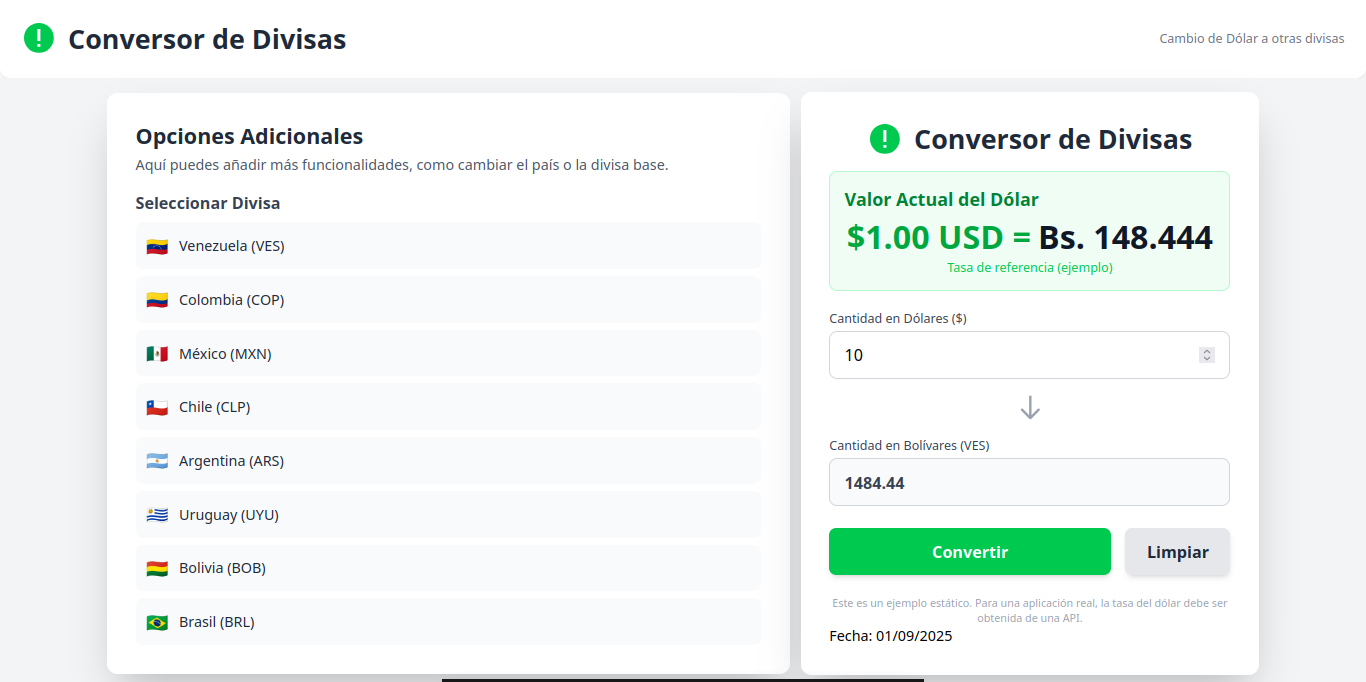 Conversor de Divisas
Cambio de Dólar a otras divisas
Opciones Adicionales
Aquí puedes añadir más funcionalidades, como cambiar el país o la divisa base.
Seleccionar Divisa
Venezuela (VES)
Colombia (COP)
México (MXN)
Chile (CLP)
Argentina (ARS)
Uruguay (UYU)
Bolivia (BOB)
Brasil (BRL)
Conversor de Divisas
Valor Actual del Dólar
$1.00 USD = Bs. 148.444
Tasa de referencia (ejemplo)
Cantidad en Dólares ($)
10
Cantidad en Bolívares (VES)
1484.44
Convertir
Limpiar
Este es un ejemplo estático. Para una aplicación real, la tasa del dólar debe ser
obtenida de una API.
Fecha: 01/09/2025